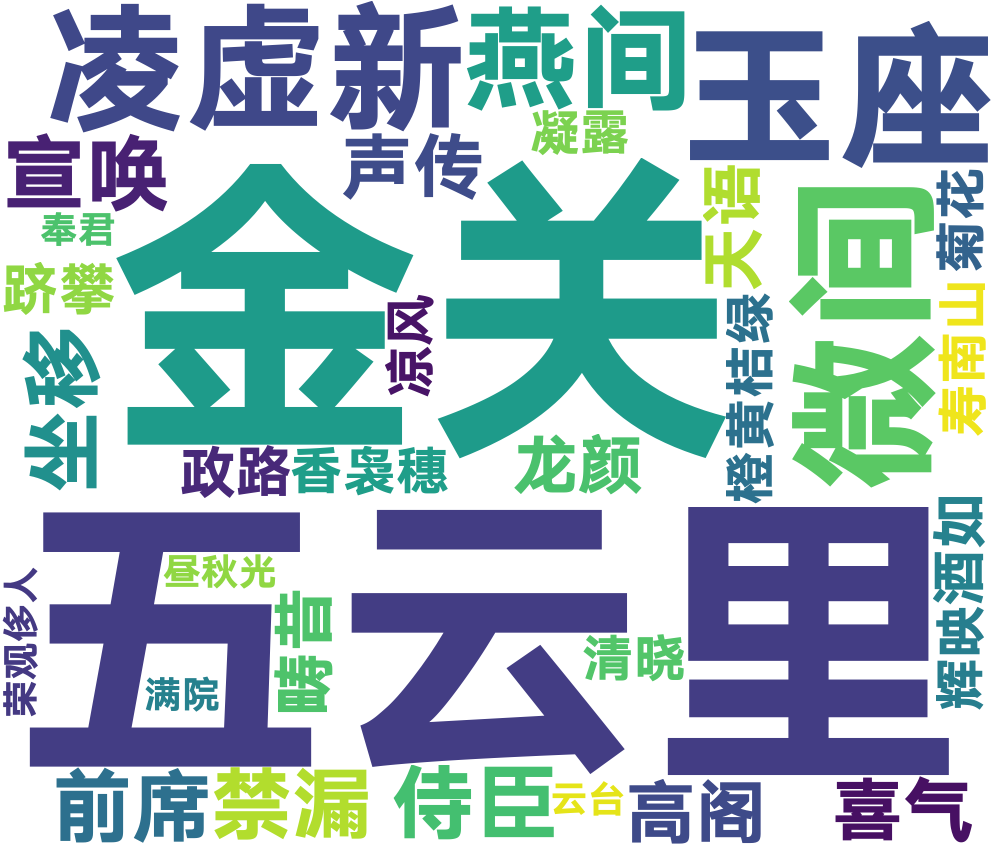 凌虚新
燕间
玉座
凝露
宣唤
声传
天语
菊花
奉君
金关
微间
跻攀
凉风
橙黄桔绿
寿南山
坐移
政路
香袅穗
龙颜
五云里
辉映酒如
昼秋光
荣观侈人
畴昔
清晓
满院
前席
禁漏
侍臣
云台
高阁
喜气